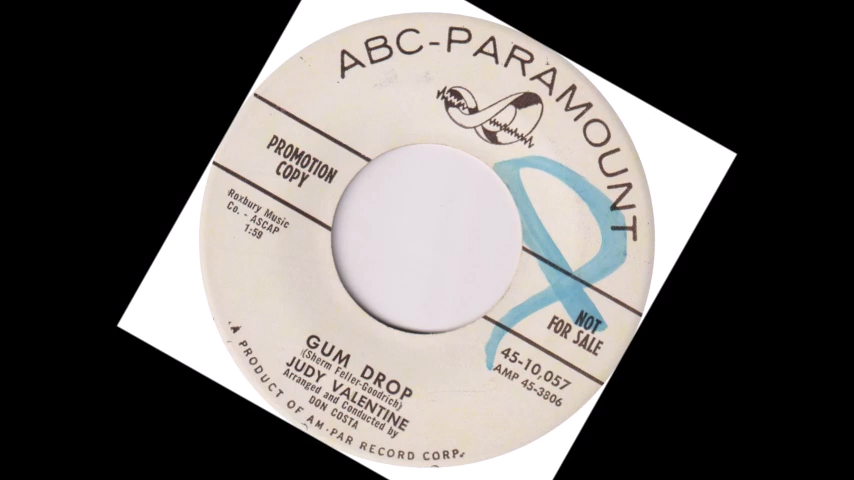 ABC-PARAMOUNT
PROMOTION
COPY
NOT
FOR SALE
Roxbury Music
Co. - ASCAP
1:59
45-10,057
AMP 45-3806
GUM DROP
(Sherm Feller-Goodrich)
JUDY VALENTINE
Arranged and Conducted by
DON COSTA
A PRODUCT OF AM-PAR RECORD CORP.